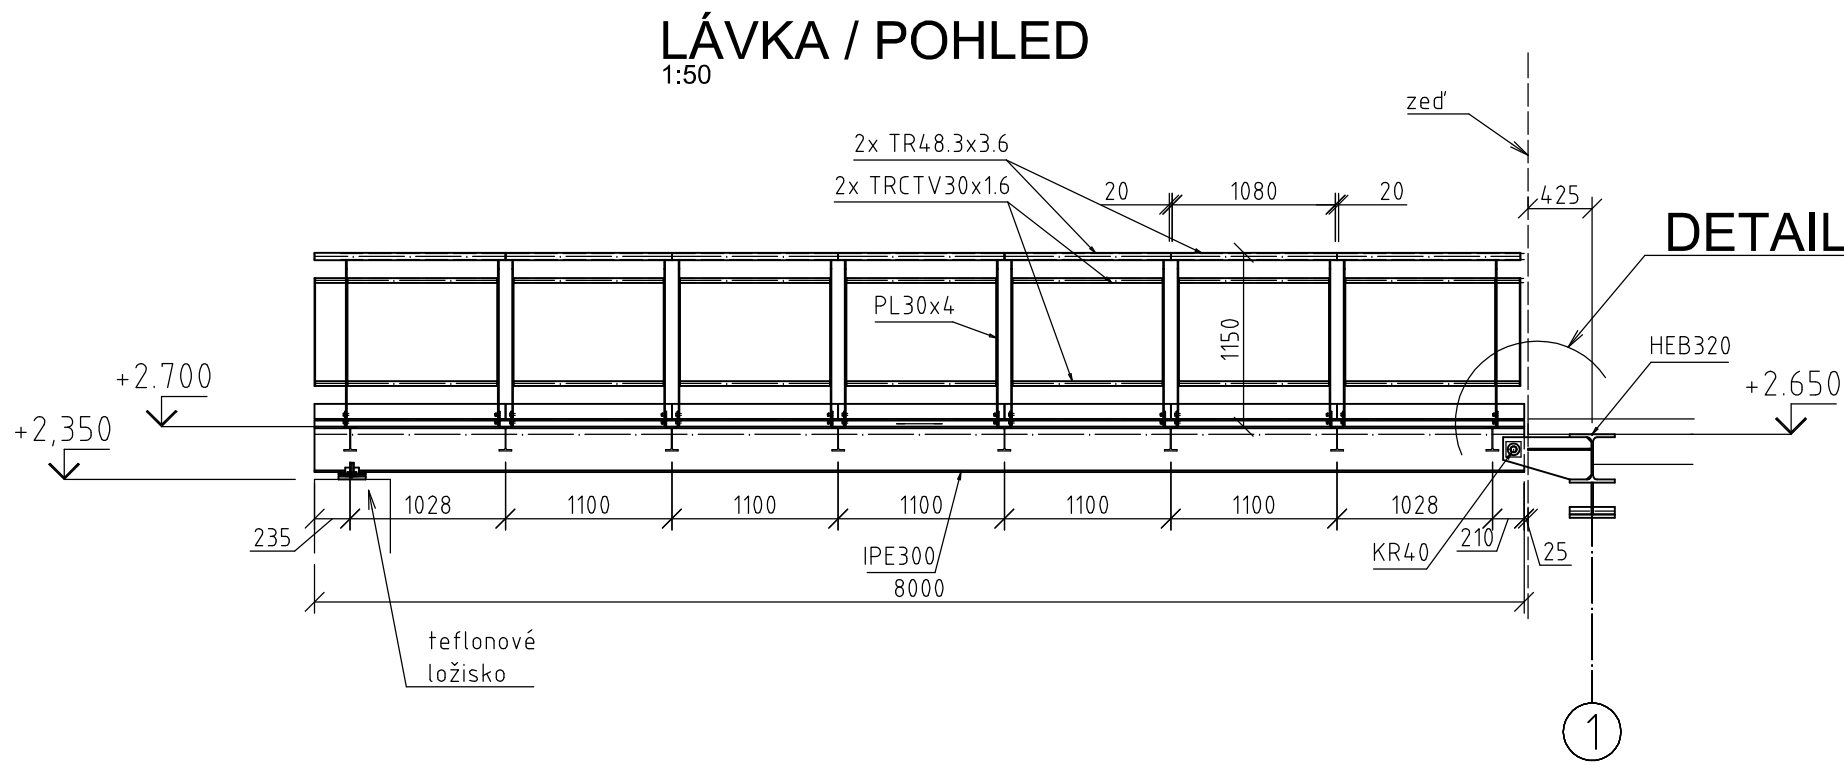 LÁVKA / POHLED
1:50
zeď
2x TR48.3x3.6
2x TRCTV30x1.6
20
1080
20
425
DETAIL
PL30x4
1150
HEB320
+2.700
+2.650
+2,350
1028
1100
1100
1100
1100
1100
1028
235
IPE300
KR40
210
25
8000
teflonové
ložisko
1